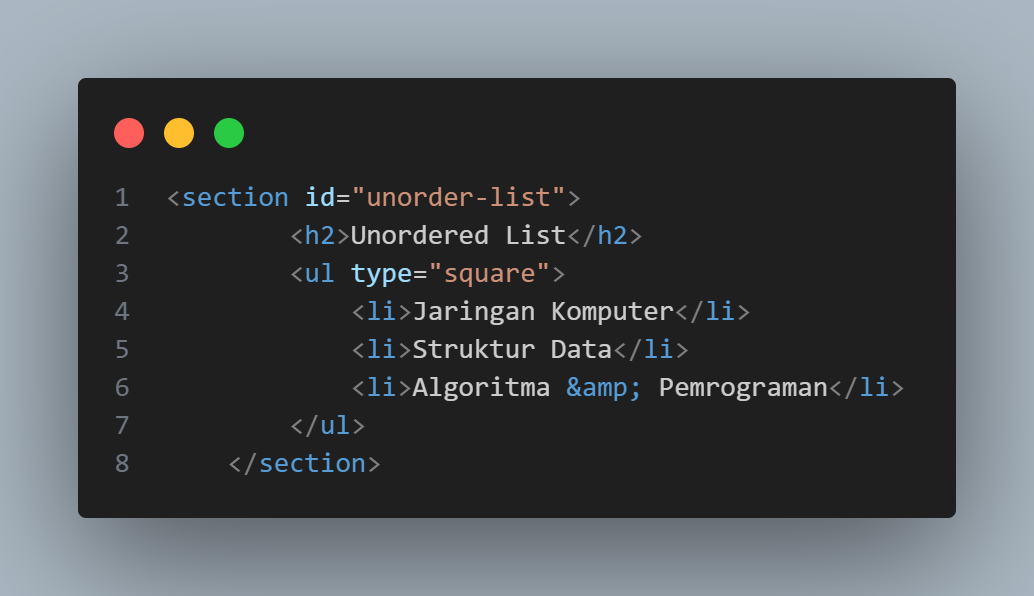 1 <section id="unorder-list">
2         <h2>Unordered List</h2>
3         <ul type="square">
4             <li>Jaringan Komputer</li>
5             <li>Struktur Data</li>
6             <li>Algoritma &amp; Pemrograman</li>
7         </ul>
8     </section>